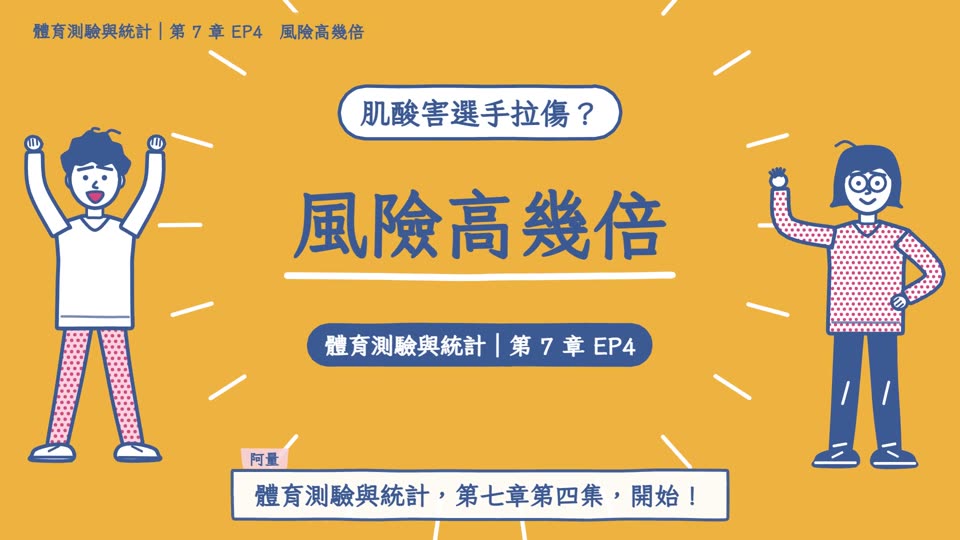 體育測驗與統計｜第 7 章 EP4　風險高幾倍
肌酸害選手拉傷？
風險高幾倍
體育測驗與統計｜第 7 章 EP4
阿量
體育測驗與統計，第七章第四集，開始！